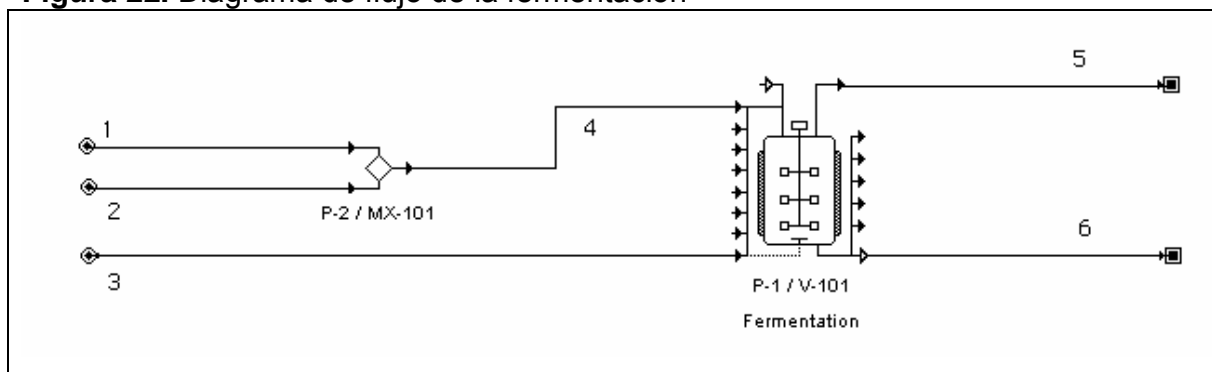 Figura 22. Diagrama de flujo de la fermentación
5
1
4
2
P-2 / MX-101
6
3
P-1 / V-101
Fermentation